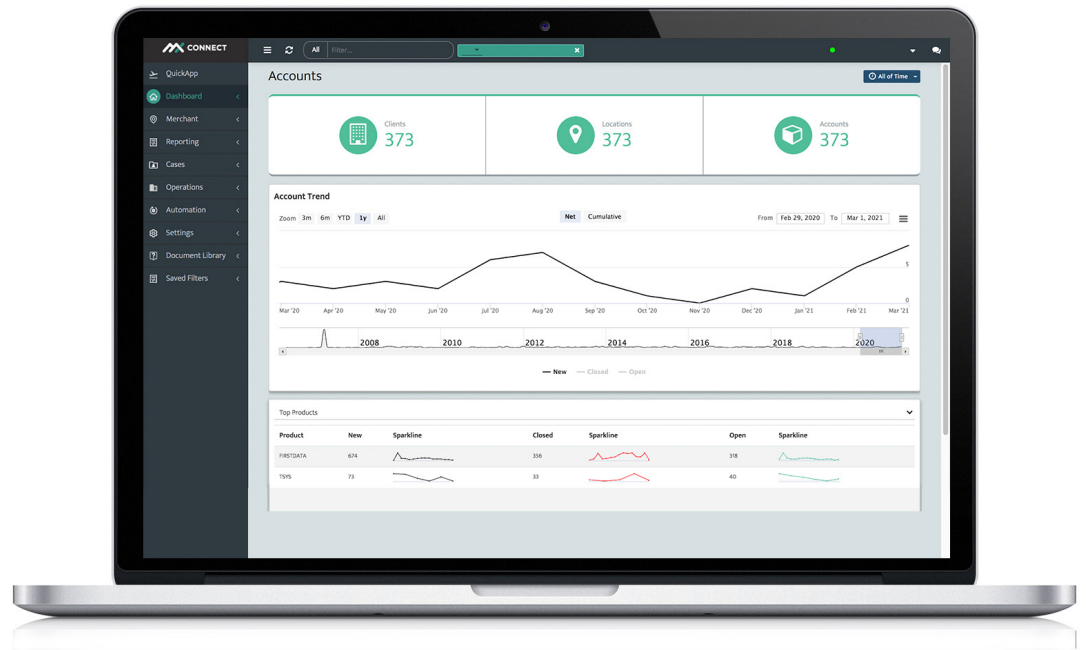 MX CONNECT
All Filter...
QuickApp
Dashboard
Merchant
Reporting
Cases
Operations
Automation
Settings
Document Library
Saved Filters
Accounts
All of Time
Clients
373
Locations
373
Accounts
373
Account Trend
Zoom 3m 6m YTD 1y All
Net Cumulative
From Feb 29, 2020 To Mar 1, 2021
5
0
Mar '20 Apr '20 May '20 Jun '20 Jul '20 Aug '20 Sep '20 Oct '20 Nov '20 Dec '20 Jan '21 Feb '21 Mar '21
2008 2010 2012 2014 2016 2018 2020
New Closed Open
Top Products
Product New Sparkline Closed Sparkline Open Sparkline
FIRSTDATA 674 356 318
TSYS 73 33 40